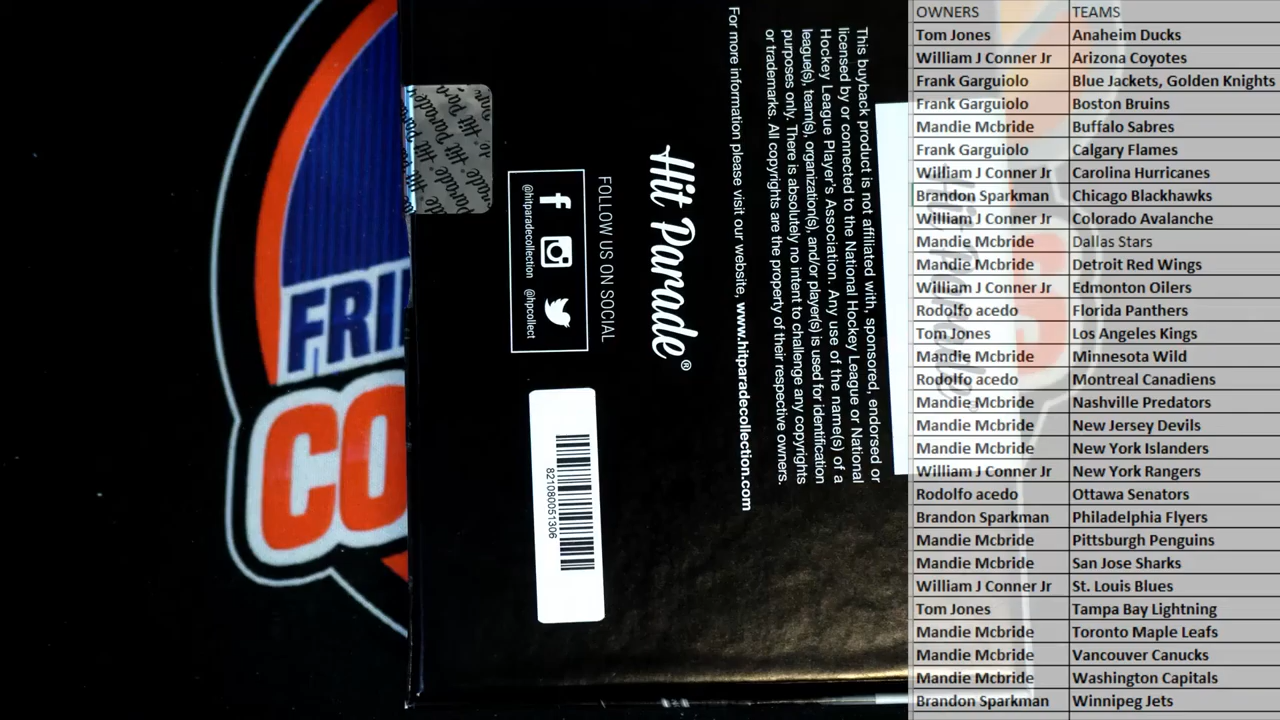 FRI
CO
Hit Parade
FOLLOW US ON SOCIAL
@hitparadecollection @hpcollect
821080051306
Hit Parade®
This buyback product is not affiliated with, sponsored, endorsed or
licensed by or connected to the National Hockey League or National
Hockey League Player's Association. Any use of the name(s) of a
league(s), team(s), organization(s), and/or player(s) is used for identification
purposes only. There is absolutely no intent to challenge any copyrights
or trademarks. All copyrights are the property of their respective owners.
For more information please visit our website, www.hitparadecollection.com
OWNERS TEAMS
Tom Jones Anaheim Ducks
William J Conner Jr Arizona Coyotes
Frank Garguiolo Blue Jackets, Golden Knights
Frank Garguiolo Boston Bruins
Mandie Mcbride Buffalo Sabres
Frank Garguiolo Calgary Flames
William J Conner Jr Carolina Hurricanes
Brandon Sparkman Chicago Blackhawks
William J Conner Jr Colorado Avalanche
Mandie Mcbride Dallas Stars
Mandie Mcbride Detroit Red Wings
William J Conner Jr Edmonton Oilers
Rodolfo acedo Florida Panthers
Tom Jones Los Angeles Kings
Mandie Mcbride Minnesota Wild
Rodolfo acedo Montreal Canadiens
Mandie Mcbride Nashville Predators
Mandie Mcbride New Jersey Devils
Mandie Mcbride New York Islanders
William J Conner Jr New York Rangers
Rodolfo acedo Ottawa Senators
Brandon Sparkman Philadelphia Flyers
Mandie Mcbride Pittsburgh Penguins
Mandie Mcbride San Jose Sharks
William J Conner Jr St. Louis Blues
Tom Jones Tampa Bay Lightning
Mandie Mcbride Toronto Maple Leafs
Mandie Mcbride Vancouver Canucks
Mandie Mcbride Washington Capitals
Brandon Sparkman Winnipeg Jets